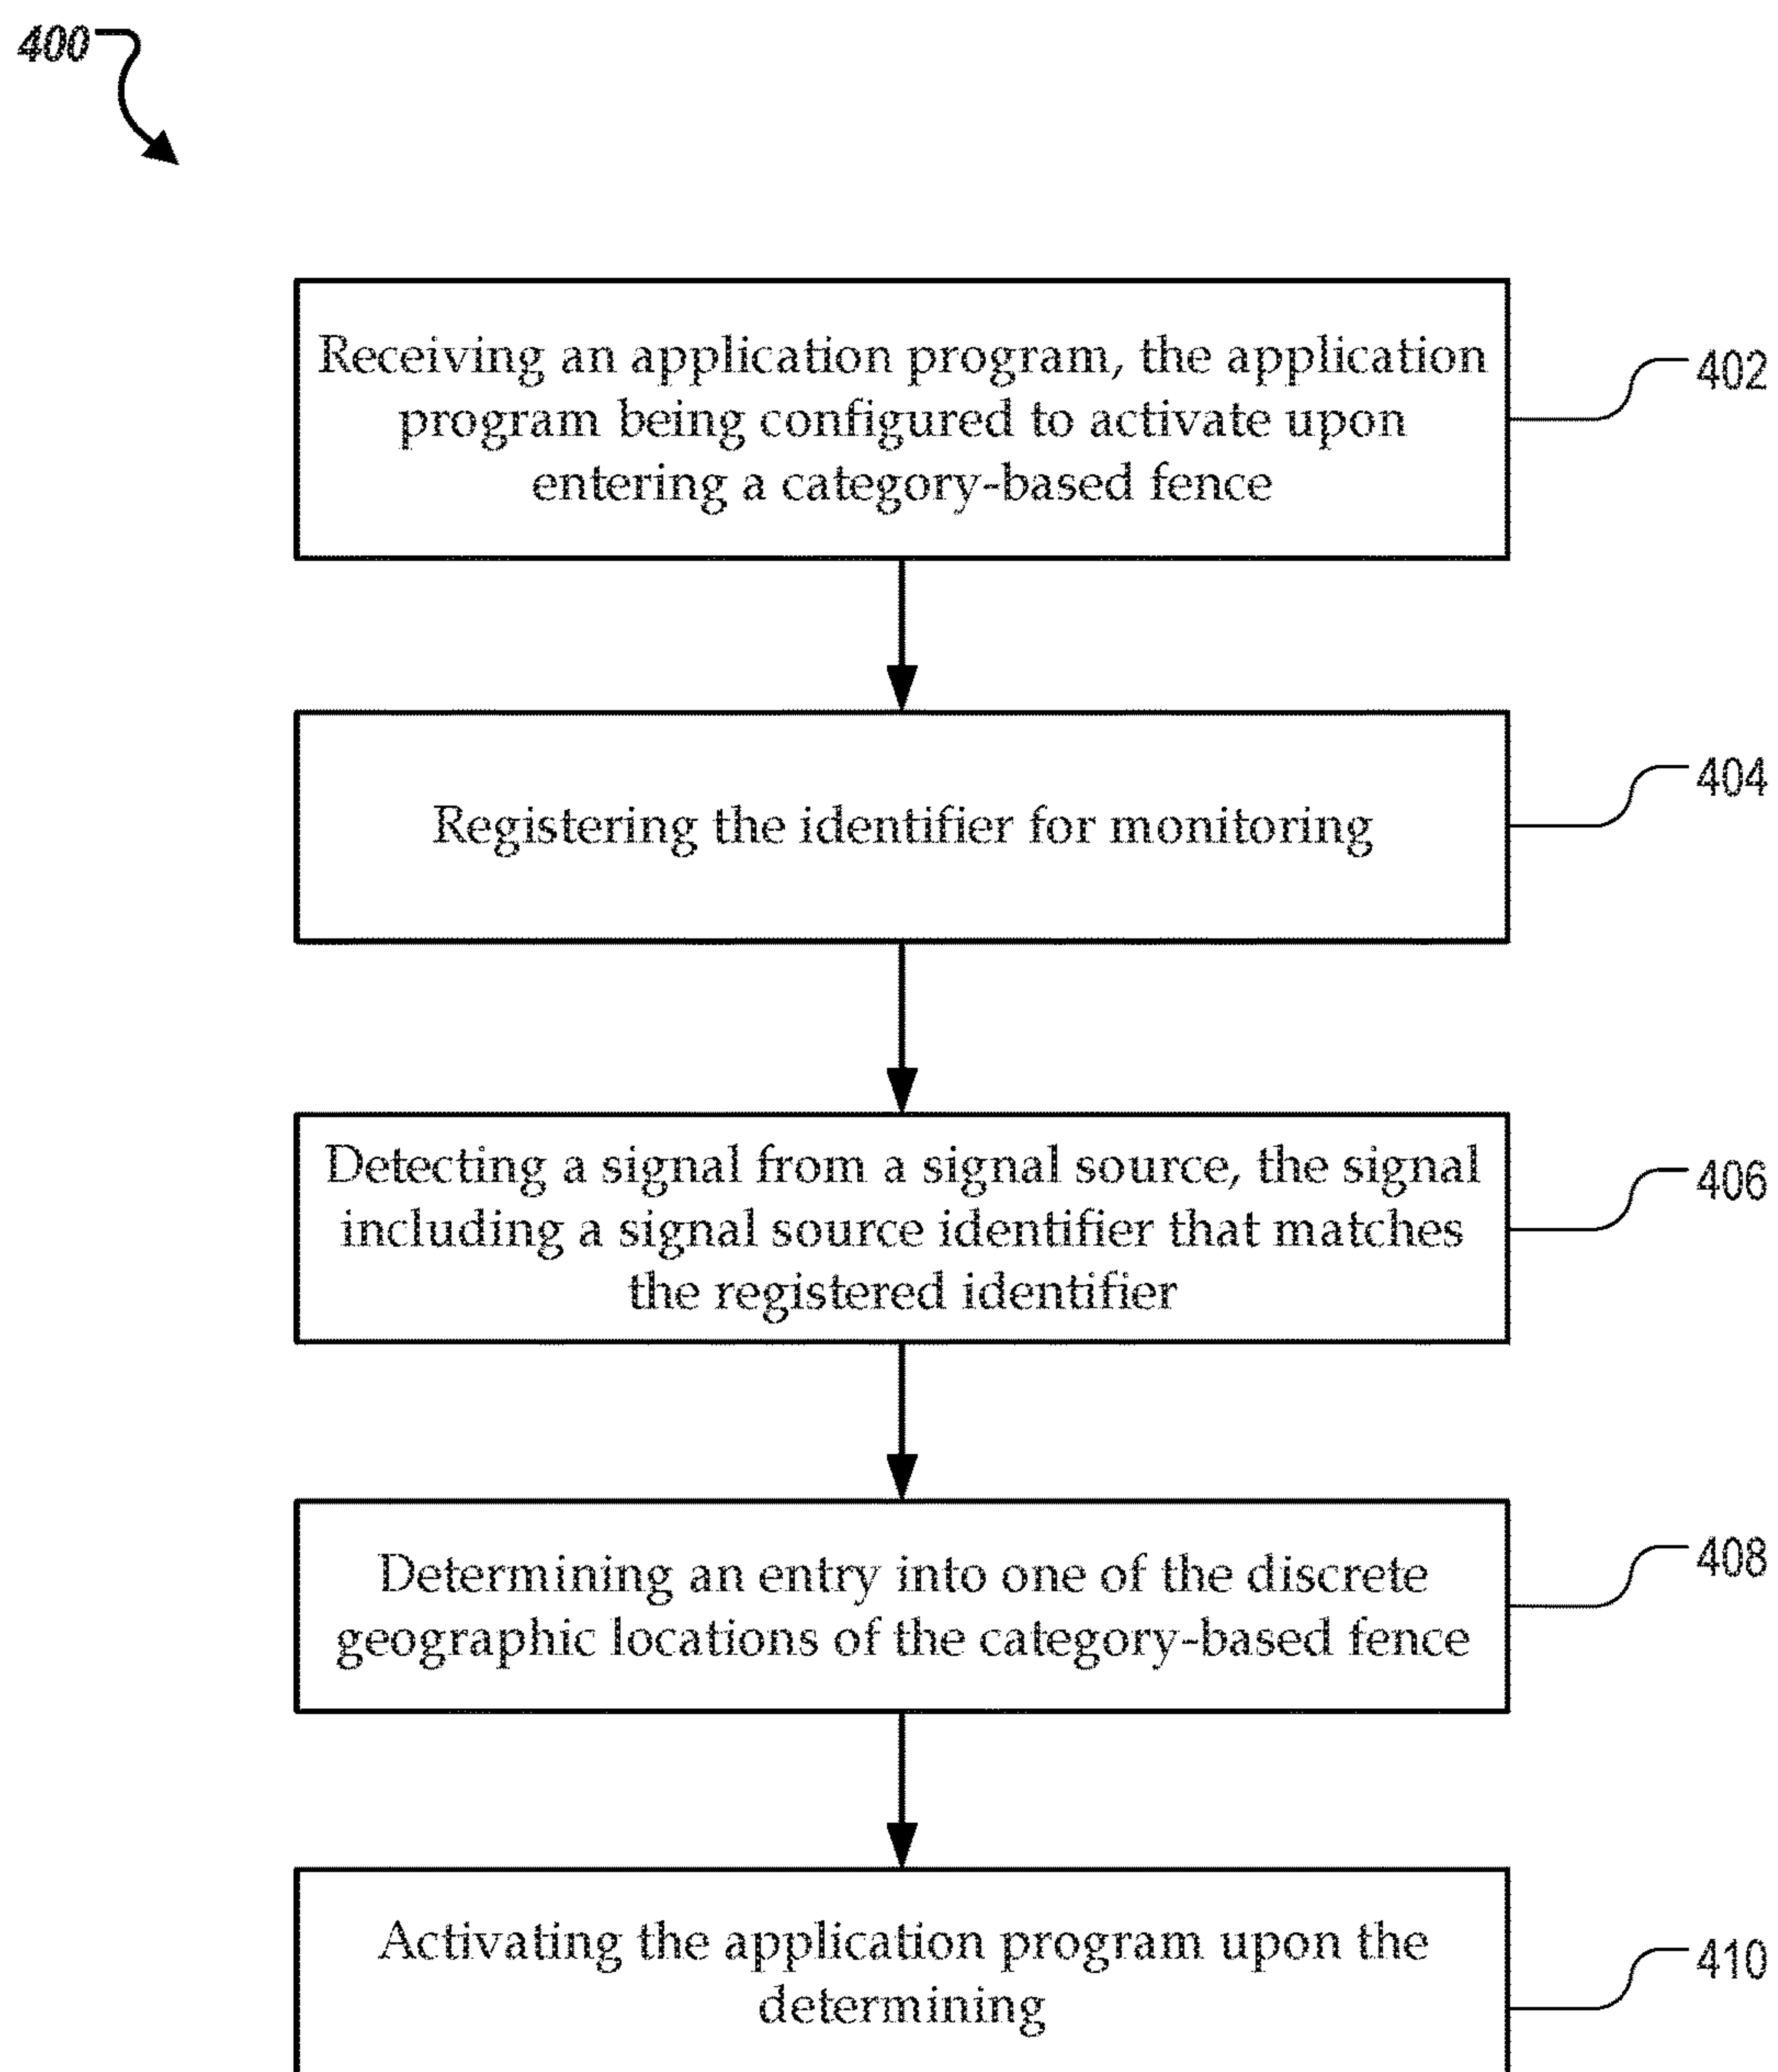 400
Receiving an application program, the application
program being configured to activate upon
entering a category-based fence
402
Registering the identifier for monitoring
404
Detecting a signal from a signal source, the signal
including a signal source identifier that matches
the registered identifier
406
Determining an entry into one of the discrete
geographic locations of the category-based fence
408
Activating the application program upon the
determining
410